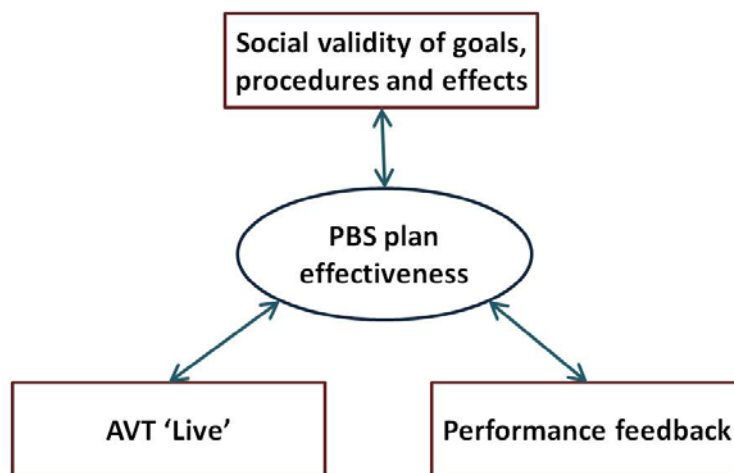 Social validity of goals,
procedures and effects
PBS plan
effectiveness
AVT ‘Live’
Performance feedback